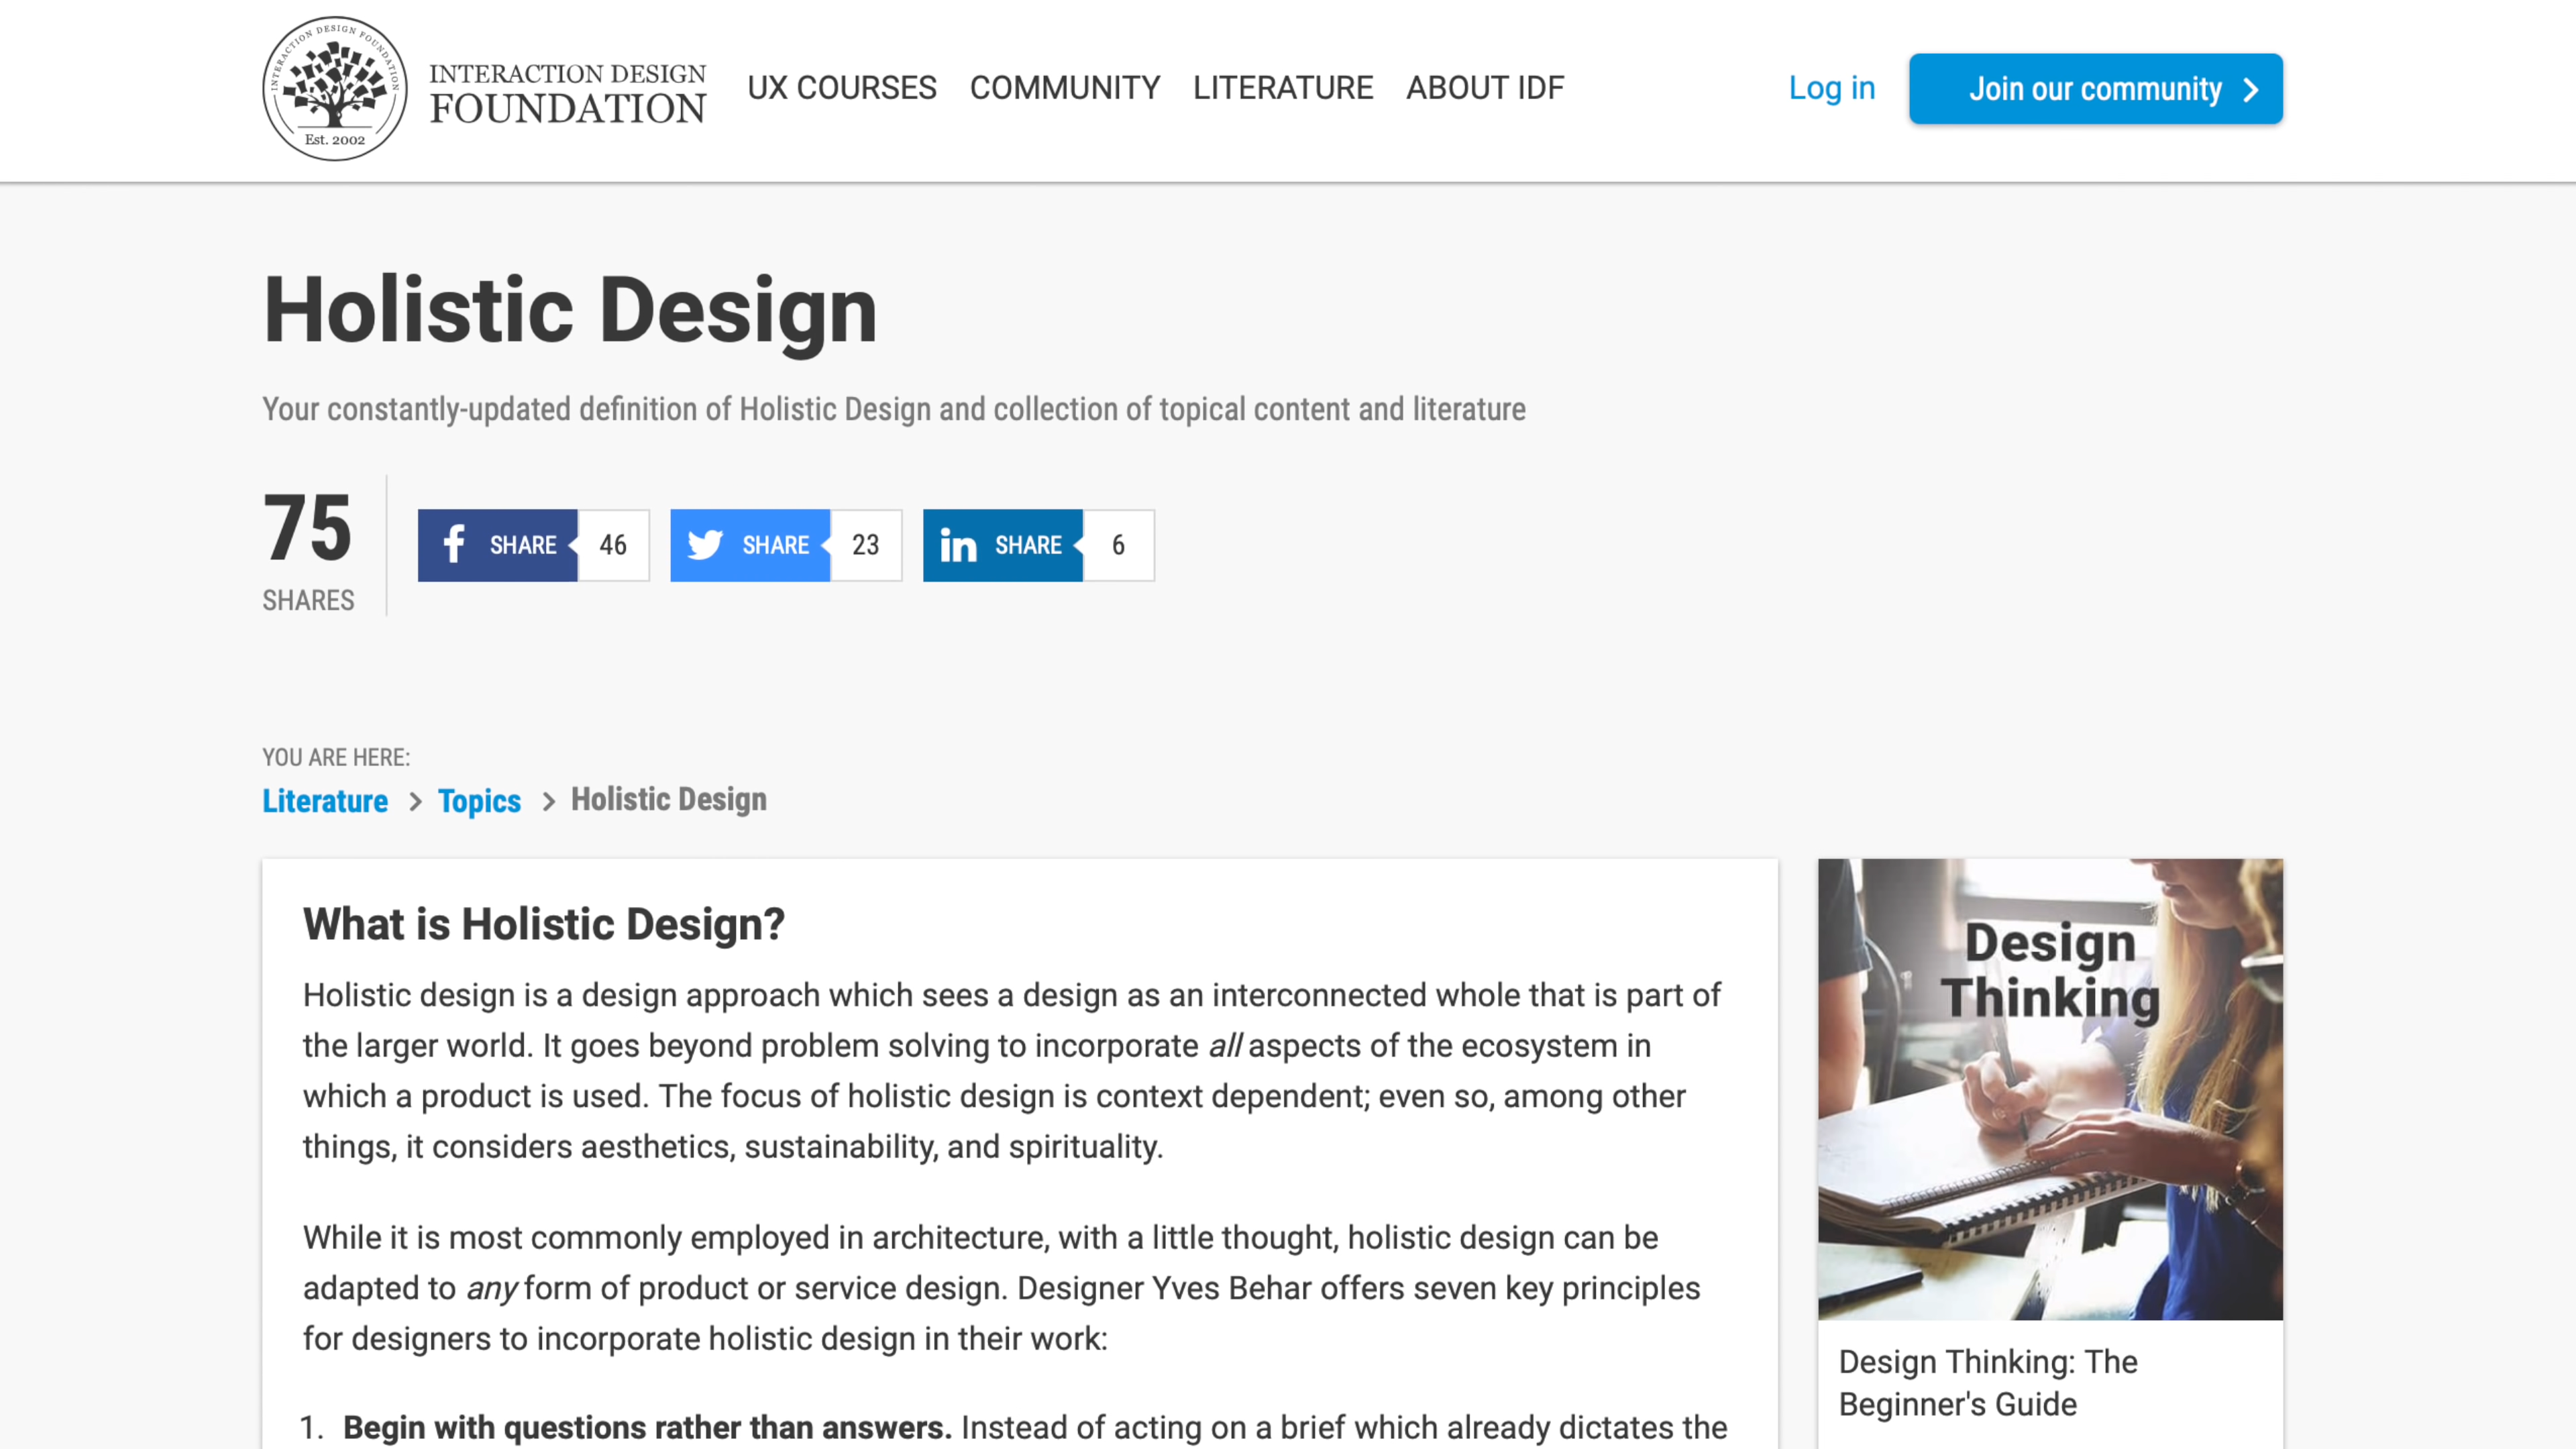 INTERACTION DESIGN FOUNDATION
Est. 2002
INTERACTION DESIGN
FOUNDATION
UX COURSES
COMMUNITY
LITERATURE
ABOUT IDF
Log in
Join our community
Holistic Design
Your constantly-updated definition of Holistic Design and collection of topical content and literature
75
SHARES
f SHARE 46
SHARE 23
in SHARE 6
YOU ARE HERE:
Literature > Topics > Holistic Design
What is Holistic Design?
Holistic design is a design approach which sees a design as an interconnected whole that is part of
the larger world. It goes beyond problem solving to incorporate all aspects of the ecosystem in
which a product is used. The focus of holistic design is context dependent; even so, among other
things, it considers aesthetics, sustainability, and spirituality.
While it is most commonly employed in architecture, with a little thought, holistic design can be
adapted to any form of product or service design. Designer Yves Behar offers seven key principles
for designers to incorporate holistic design in their work:
1. Begin with questions rather than answers. Instead of acting on a brief which already dictates the
Design
Thinking
Design Thinking: The
Beginner's Guide